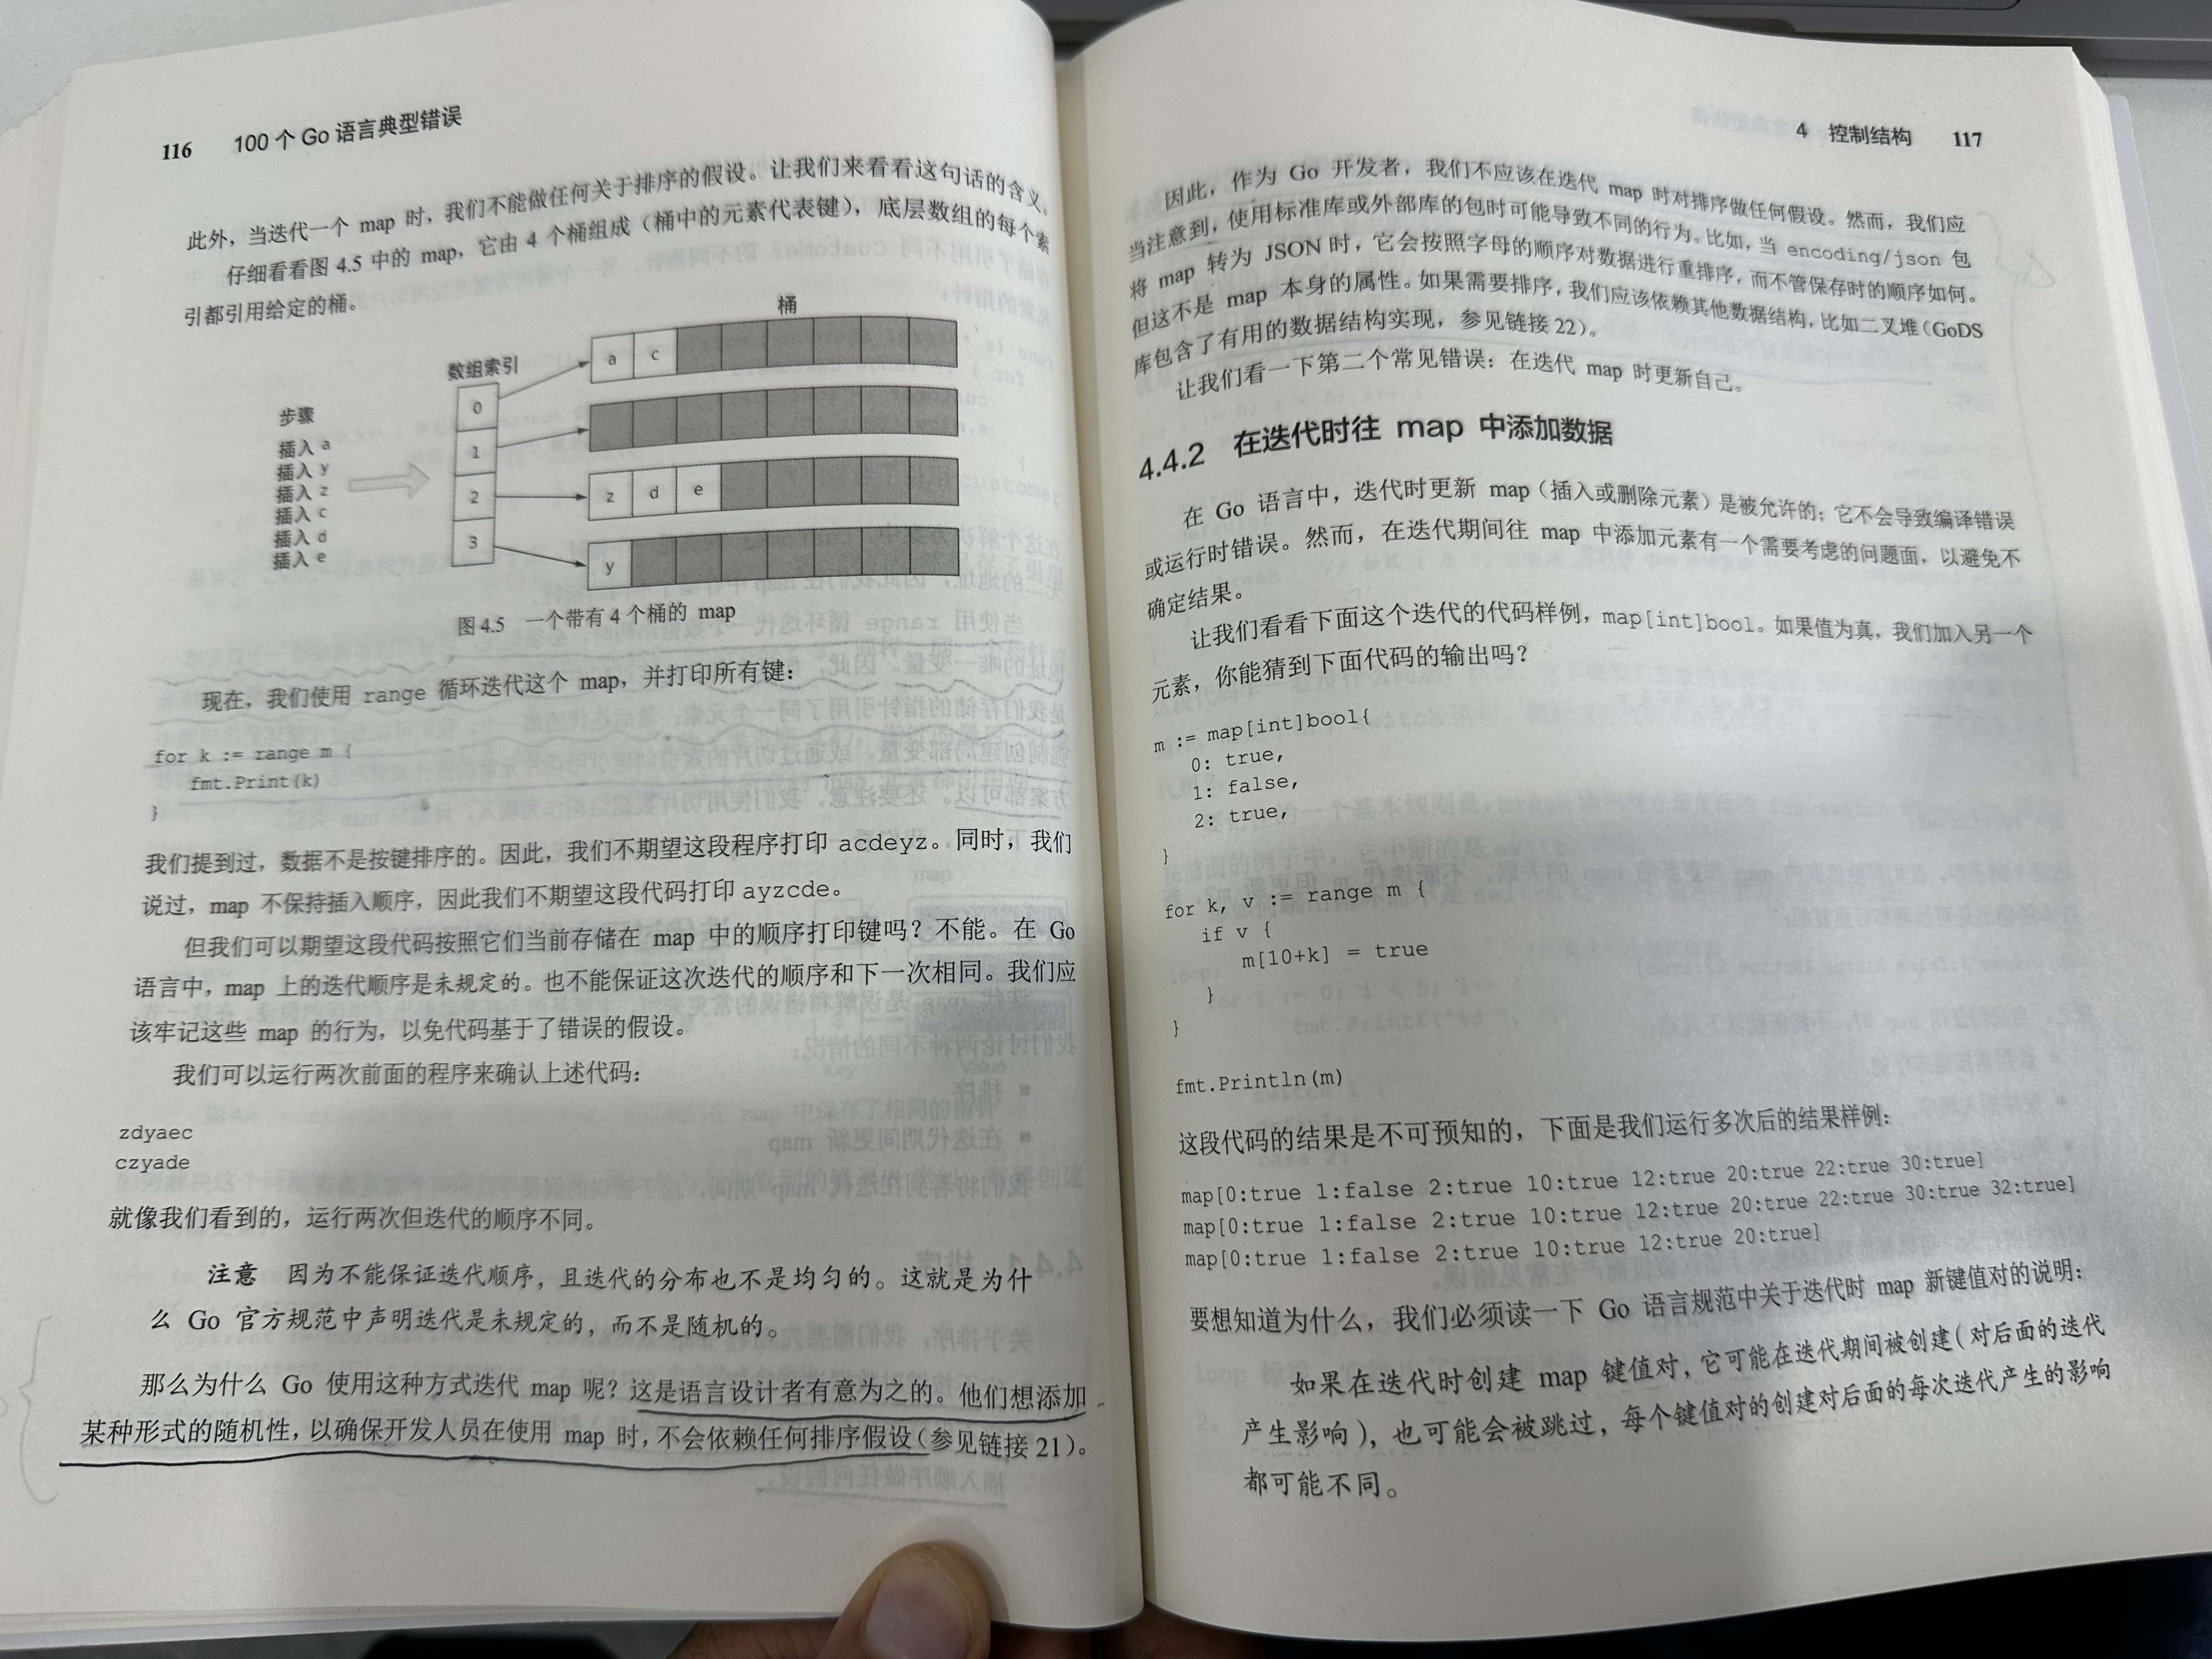 116 100个Go语言典型错误
此外，当迭代一个 map 时，我们不能做任何关于排序的假设。让我们来看看这句话的含义。
仔细看看图 4.5 中的 map，它由 4 个桶组成（桶中的元素代表键），底层数组的每个索
引都引用给定的桶。
桶
数组索引
步骤
插入 a
插入 y
插入 z
插入 c
插入 d
插入 e
0
1
2
3
a c
z d e
y
图 4.5 一个带有 4 个桶的 map
现在，我们使用 range 循环迭代这个 map，并打印所有键：
for k := range m {
fmt.Print(k)
}
我们提到过，数据不是按键排序的。因此，我们不期望这段程序打印 acdeyz。同时，我们
说过，map 不保持插入顺序，因此我们不期望这段代码打印 ayzcde。
但我们可以期望这段代码按照它们当前存储在 map 中的顺序打印键吗？不能。在 Go
语言中，map 上的迭代顺序是未规定的。也不能保证这次迭代的顺序和下一次相同。我们应
该牢记这些 map 的行为，以免代码基于了错误的假设。
我们可以运行两次前面的程序来确认上述代码：
zdyaec
czyade
就像我们看到的，运行两次但迭代的顺序不同。
注意 因为不能保证迭代顺序，且迭代的分布也不是均匀的。这就是为什
么 Go 官方规范中声明迭代是未规定的，而不是随机的。
那么为什么 Go 使用这种方式迭代 map 呢？这是语言设计者有意为之的。他们想添加
某种形式的随机性，以确保开发人员在使用 map 时，不会依赖任何排序假设（参见链接 21）。
4 控制结构 117
因此，作为 Go 开发者，我们不应该在迭代 map 时对排序做任何假设。然而，我们应
当注意到，使用标准库或外部库的包时可能导致不同的行为。比如，当 encoding/json 包
将 map 转为 JSON 时，它会按照字母的顺序对数据进行重排序，而不管保存时的顺序如何。
但这不是 map 本身的属性。如果需要排序，我们应该依赖其他数据结构，比如二叉堆（GoDS
库包含了有用的数据结构实现，参见链接 22）。
让我们看一下第二个常见错误：在迭代 map 时更新自己。
4.4.2 在迭代时往 map 中添加数据
在 Go 语言中，迭代时更新 map（插入或删除元素）是被允许的；它不会导致编译错误
或运行时错误。然而，在迭代期间往 map 中添加元素有一个需要考虑的问题面，以避免不
确定结果。
让我们看看下面这个迭代的代码样例，map[int]bool。如果值为真，我们加入另一个
元素，你能猜到下面代码的输出吗？
m := map[int]bool{
0: true,
1: false,
2: true,
}
for k, v := range m {
if v {
m[10+k] = true
}
}
fmt.Println(m)
这段代码的结果是不可预知的，下面是我们运行多次后的结果样例：
map[0:true 1:false 2:true 10:true 12:true 20:true 22:true 30:true]
map[0:true 1:false 2:true 10:true 12:true 20:true 22:true 30:true 32:true]
map[0:true 1:false 2:true 10:true 12:true 20:true]
要想知道为什么，我们必须读一下 Go 语言规范中关于迭代时 map 新键值对的说明：
如果在迭代时创建 map 键值对，它可能在迭代期间被创建（对后面的迭代
产生影响），也可能会被跳过，每个键值对的创建对后面的每次迭代产生的影响
都可能不同。